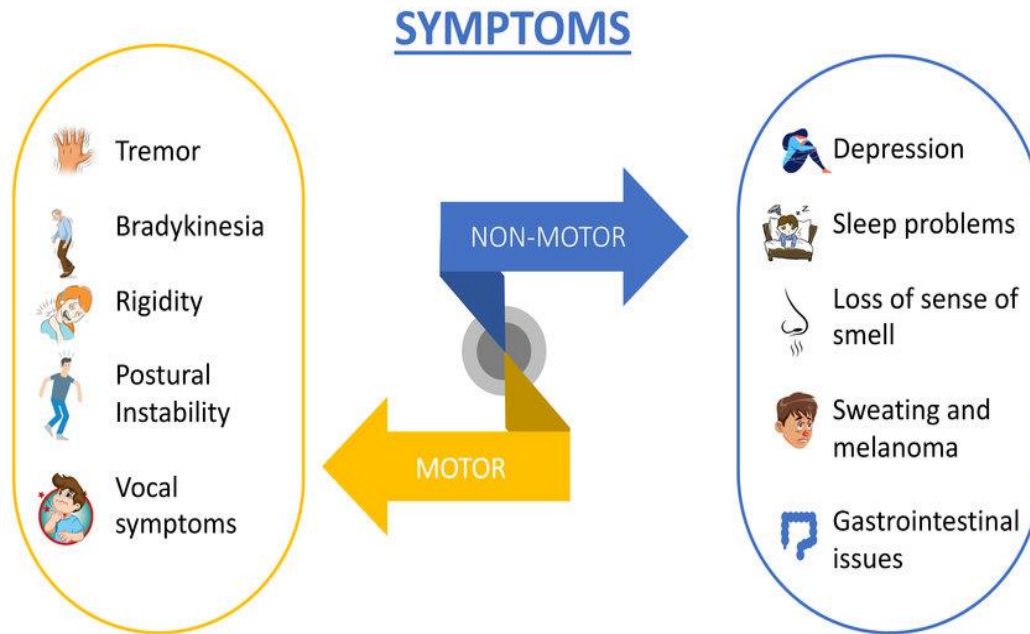 SYMPTOMS
Tremor
Bradykinesia
Rigidity
Postural
Instability
Vocal
symptoms
NON-MOTOR
MOTOR
Depression
Sleep problems
Loss of sense of
smell
Sweating and
melanoma
Gastrointestinal
issues